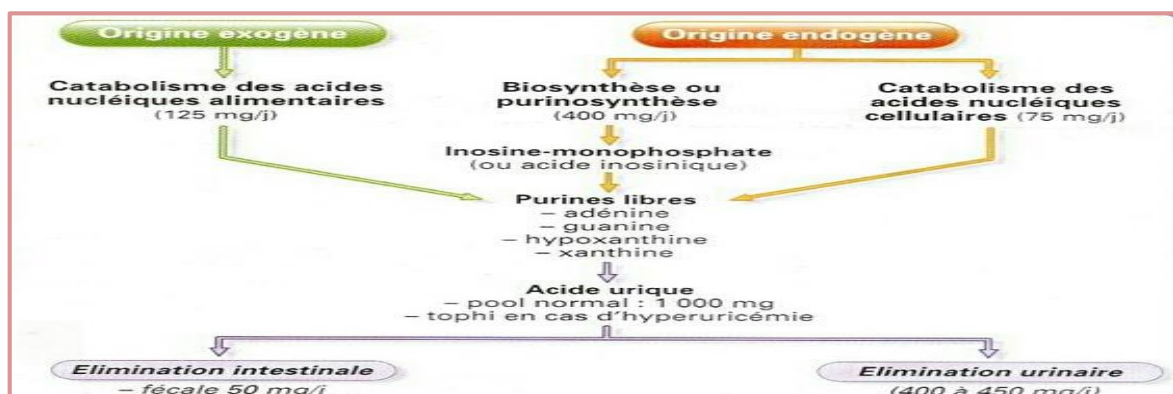 Origine exogène
Origine endogène
Catabolisme des acides
nucléiques alimentaires
(125 mg/j)
Biosynthèse ou
purinosynthèse
(400 mg/j)
Catabolisme des
acides nucléiques
cellulaires (75 mg/j)
Inosine-monophosphate
(ou acide inosinique)
Purines libres
– adénine
– guanine
– hypoxanthine
– xanthine
Acide urique
– pool normal : 1 000 mg
– tophi en cas d'hyperuricémie
Elimination intestinale
– fécale 50 mg/j
Elimination urinaire
(400 à 450 mg/j)